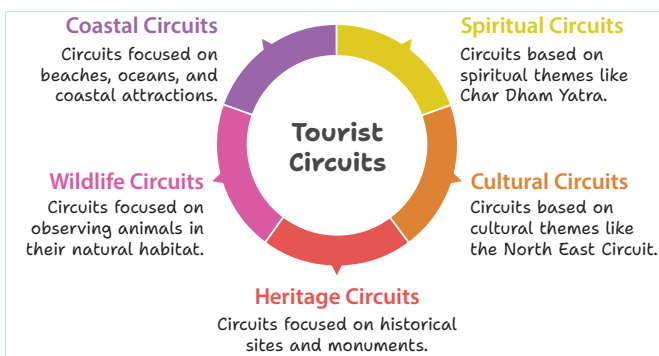 Coastal Circuits
Circuits focused on
beaches, oceans, and
coastal attractions.
Spiritual Circuits
Circuits based on
spiritual themes like
Char Dham Yatra.
Tourist
Circuits
Wildlife Circuits
Circuits focused on
observing animals in
their natural habitat.
Cultural Circuits
Circuits based on
cultural themes like
the North East Circuit.
Heritage Circuits
Circuits focused on historical
sites and monuments.